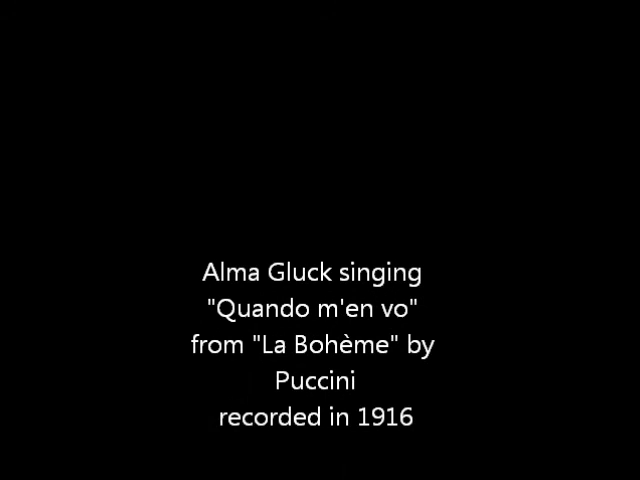 Alma Gluck singing
"Quando m'en vo"
from "La Bohème" by
Puccini
recorded in 1916